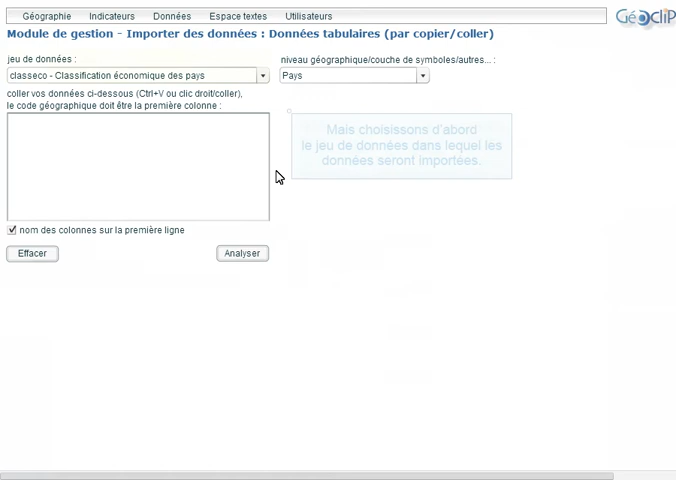 Géographie Indicateurs Données Espace textes Utilisateurs
GéoclIP
Module de gestion - Importer des données : Données tabulaires (par copier/coller)
jeu de données :
niveau géographique/couche de symboles/autres... :
classeco - Classification économique des pays
Pays
coller vos données ci-dessous (Ctrl+V ou clic droit/coller),
le code géographique doit être la première colonne :
Mais choisissons d'abord
le jeu de données dans lequel les
données seront importées.
nom des colonnes sur la première ligne
Effacer
Analyser